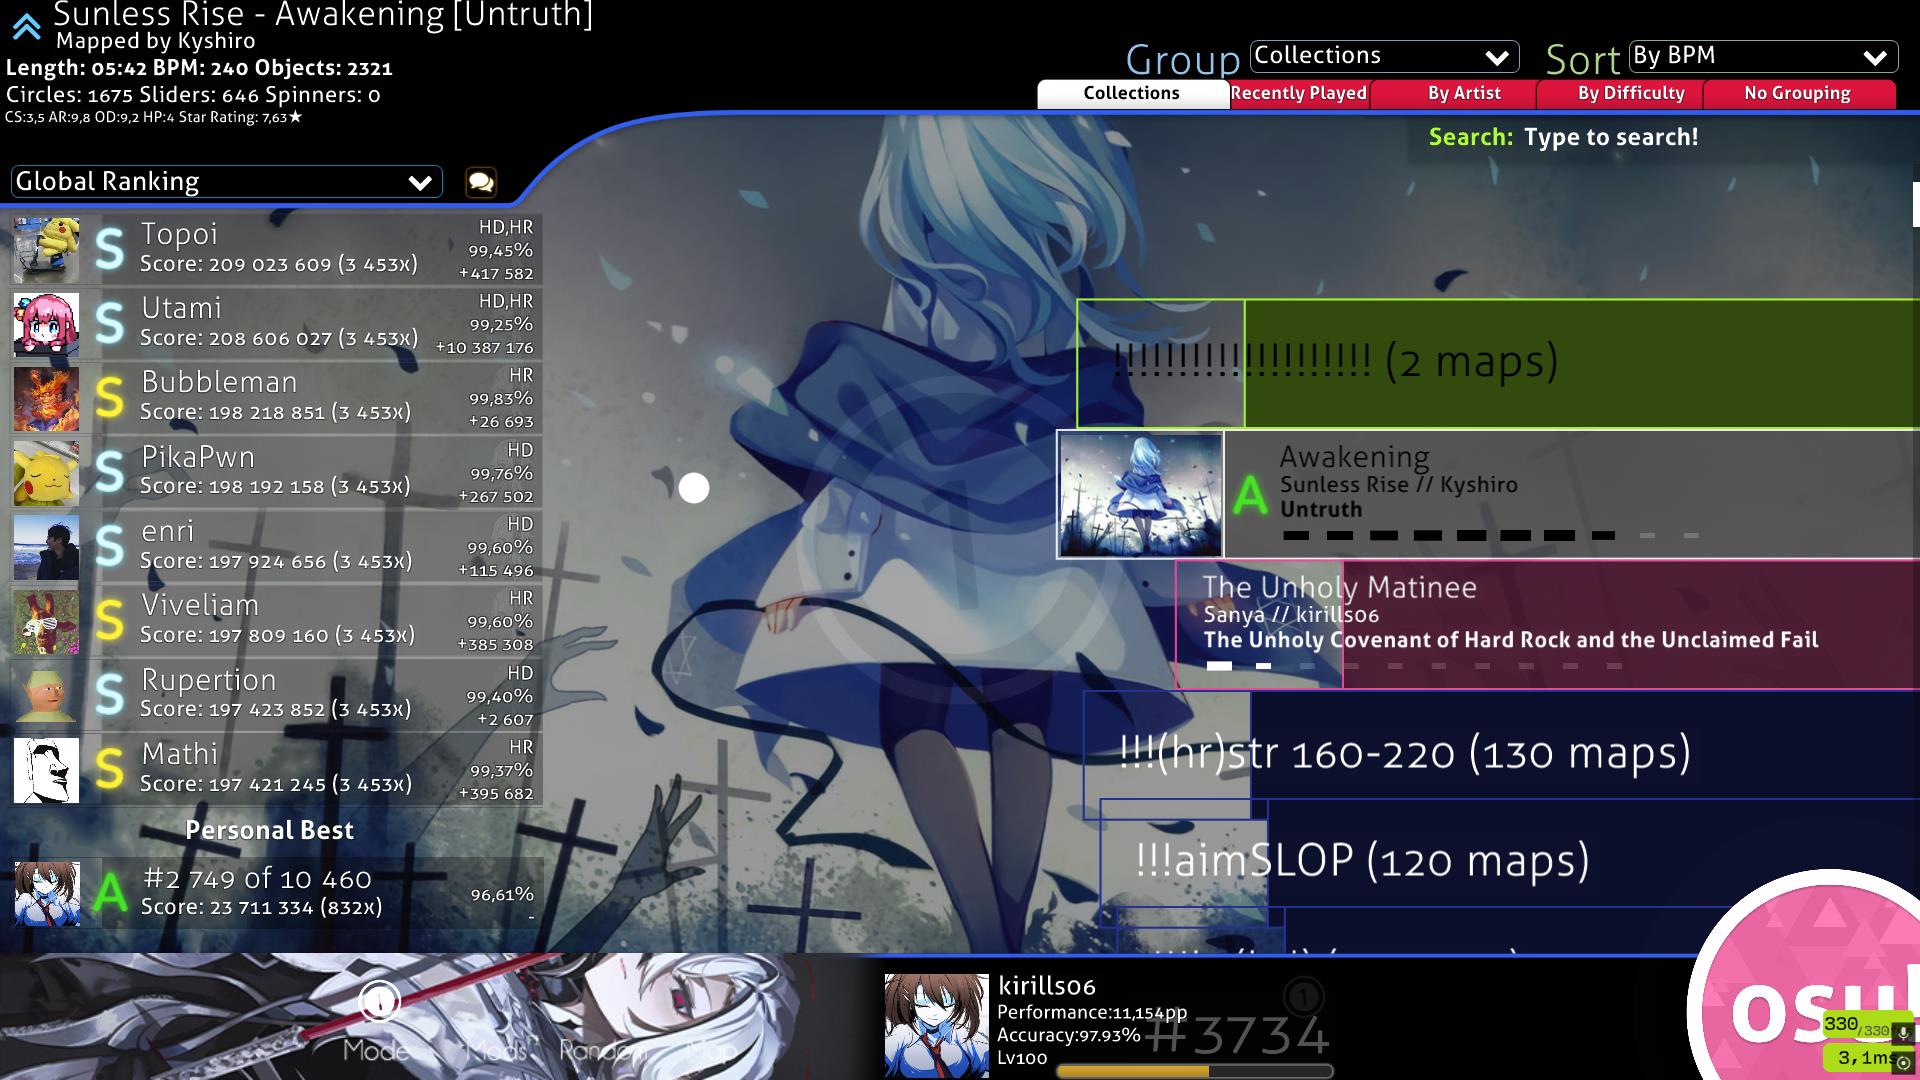 Sunless Rise - Awakening [Untruth]
Mapped by Kyshiro
Length: 05:42 BPM: 240 Objects: 2321
Circles: 1675 Sliders: 646 Spinners: 0
CS:3,5 AR:9,8 OD:9,2 HP:4 Star Rating: 7,63★
Group Collections Sort By BPM
Collections Recently Played By Artist By Difficulty No Grouping
Search: Type to search!
Global Ranking
S Topoi HD,HR
Score: 209 023 609 (3 453x) 99,45%
+417 582
S Utami HD,HR
Score: 208 606 027 (3 453x) 99,25%
+10 387 176
S Bubbleman HR
Score: 198 218 851 (3 453x) 99,83%
+26 693
S PikaPwn HD
Score: 198 192 158 (3 453x) 99,76%
+267 502
S enri HD
Score: 197 924 656 (3 453x) 99,60%
+115 496
S Viveliam HR
Score: 197 809 160 (3 453x) 99,60%
+385 308
S Rupertion HD
Score: 197 423 852 (3 453x) 99,40%
+2 607
S Mathi HR
Score: 197 421 245 (3 453x) 99,37%
+395 682
Personal Best
A #2 749 of 10 460
Score: 23 711 334 (832x) 96,61%
-
!!!!!!!!!!!!!!!!!!!! (2 maps)
A Awakening
Sunless Rise // Kyshiro
Untruth
The Unholy Matinee
Sanya // kirills06
The Unholy Covenant of Hard Rock and the Unclaimed Fail
!!!(hr)str 160-220 (130 maps)
!!!aimSLOP (120 maps)
Mode Mods Random Map
kirills06
Performance:11,154pp
Accuracy:97.93%
Lv100
#3734
1
osu!
330/330
3,1ms